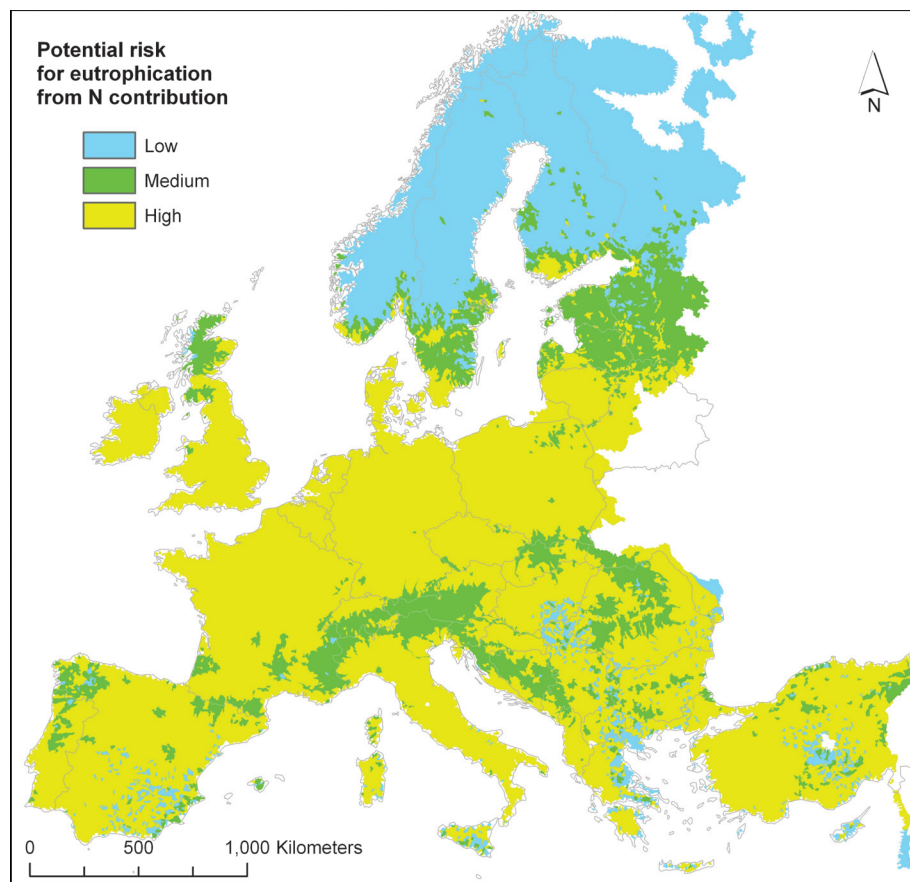 Potential risk
for eutrophication
from N contribution
Low
Medium
High
N
0 500 1,000 Kilometers